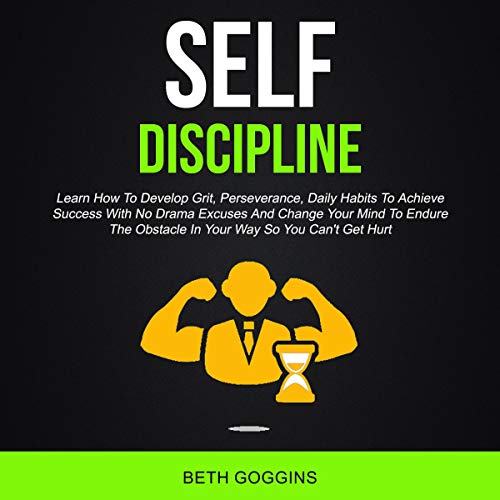 SELF
DISCIPLINE
Learn How To Develop Grit, Perseverance, Daily Habits To Achieve
Success With No Drama Excuses And Change Your Mind To Endure
The Obstacle In Your Way So You Can't Get Hurt
BETH GOGGINS